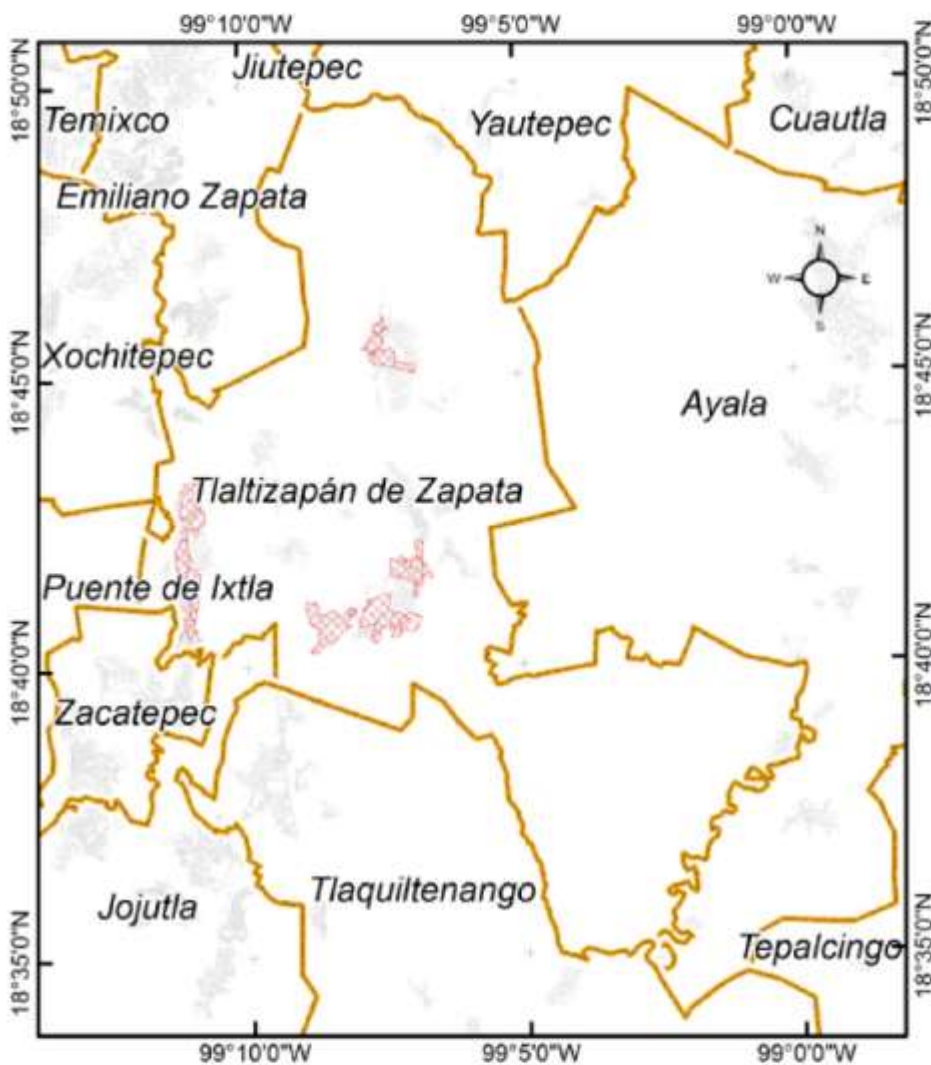 99°10'0"W
99°5'0"W
99°0'0"W
18°50'0"N
18°50'0"N
Jiutepec
Temixco
Yautepec
Cuautla
Emiliano Zapata
N
W
E
S
Xochitepec
18°45'0"N
18°45'0"N
Ayala
Tlaltizapán de Zapata
Puente de Ixtla
18°40'0"N
18°40'0"N
Zacatepec
Tlaquiltenango
Jojutla
Tepalcingo
18°35'0"N
18°35'0"N
99°10'0"W
99°5'0"W
99°0'0"W